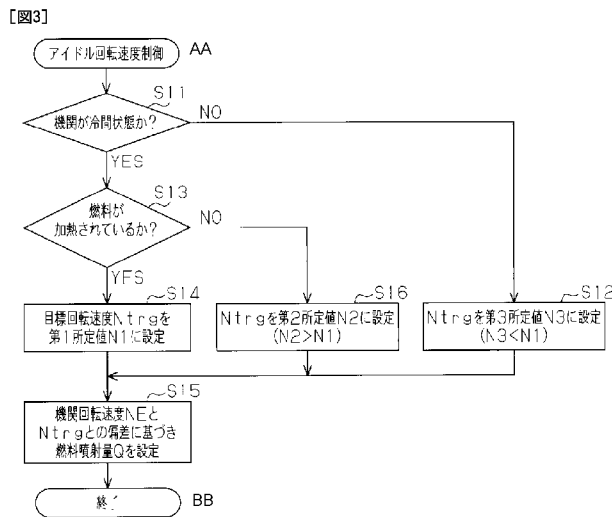 [図3]
アイドル回転速度制御 AA
S11
機関が冷間状態か? NO
YES
S13
燃料が
加熱されているか? NO
YES
S14
目標回転速度Ntrgを
第1所定値N1に設定
S16
Ntrgを第2所定値N2に設定
(N2>N1)
S12
Ntrgを第3所定値N3に設定
(N3<N1)
S15
機関回転速度NEと
Ntrgとの偏差に基づき
燃料噴射量Qを設定
終了 BB